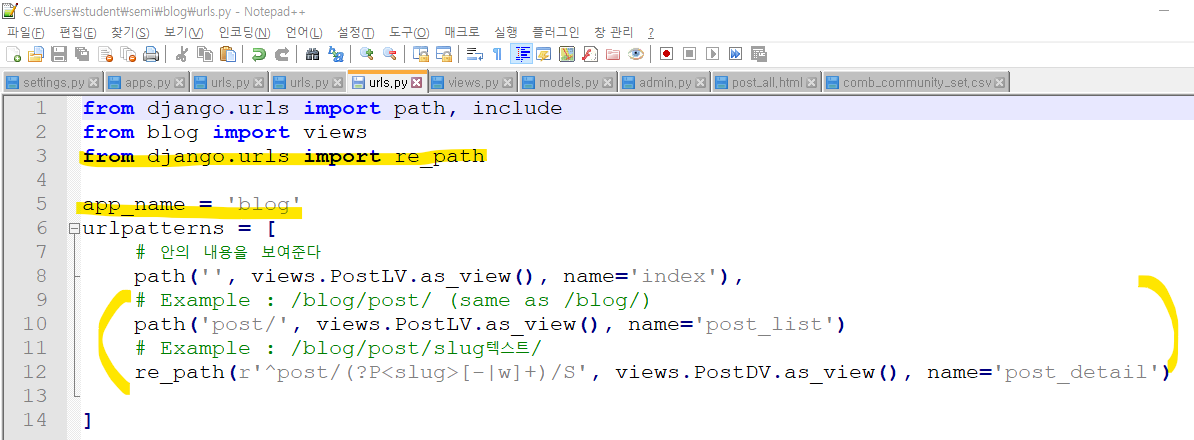 C:₩Users₩student₩semi₩blog₩urls.py - Notepad++
파일(F) 편집(E) 찾기(S) 보기(V) 인코딩(N) 언어(L) 설정(T) 도구(O) 매크로 실행 플러그인 창 관리 ?
settings.py apps.py urls.py urls.py urls.py views.py models.py admin.py post_all.html comb_community_set.csv
1 from django.urls import path, include
2 from blog import views
3 from django.urls import re_path
4
5 app_name = 'blog'
6 urlpatterns = [
7 # 안의 내용을 보여준다
8 path('', views.PostLV.as_view(), name='index'),
9 # Example : /blog/post/ (same as /blog/)
10 path('post/', views.PostLV.as_view(), name='post_list')
11 # Example : /blog/post/slug텍스트/
12 re_path(r'^post/(?P<slug>[-|w]+)/S', views.PostDV.as_view(), name='post_detail')
13
14 ]